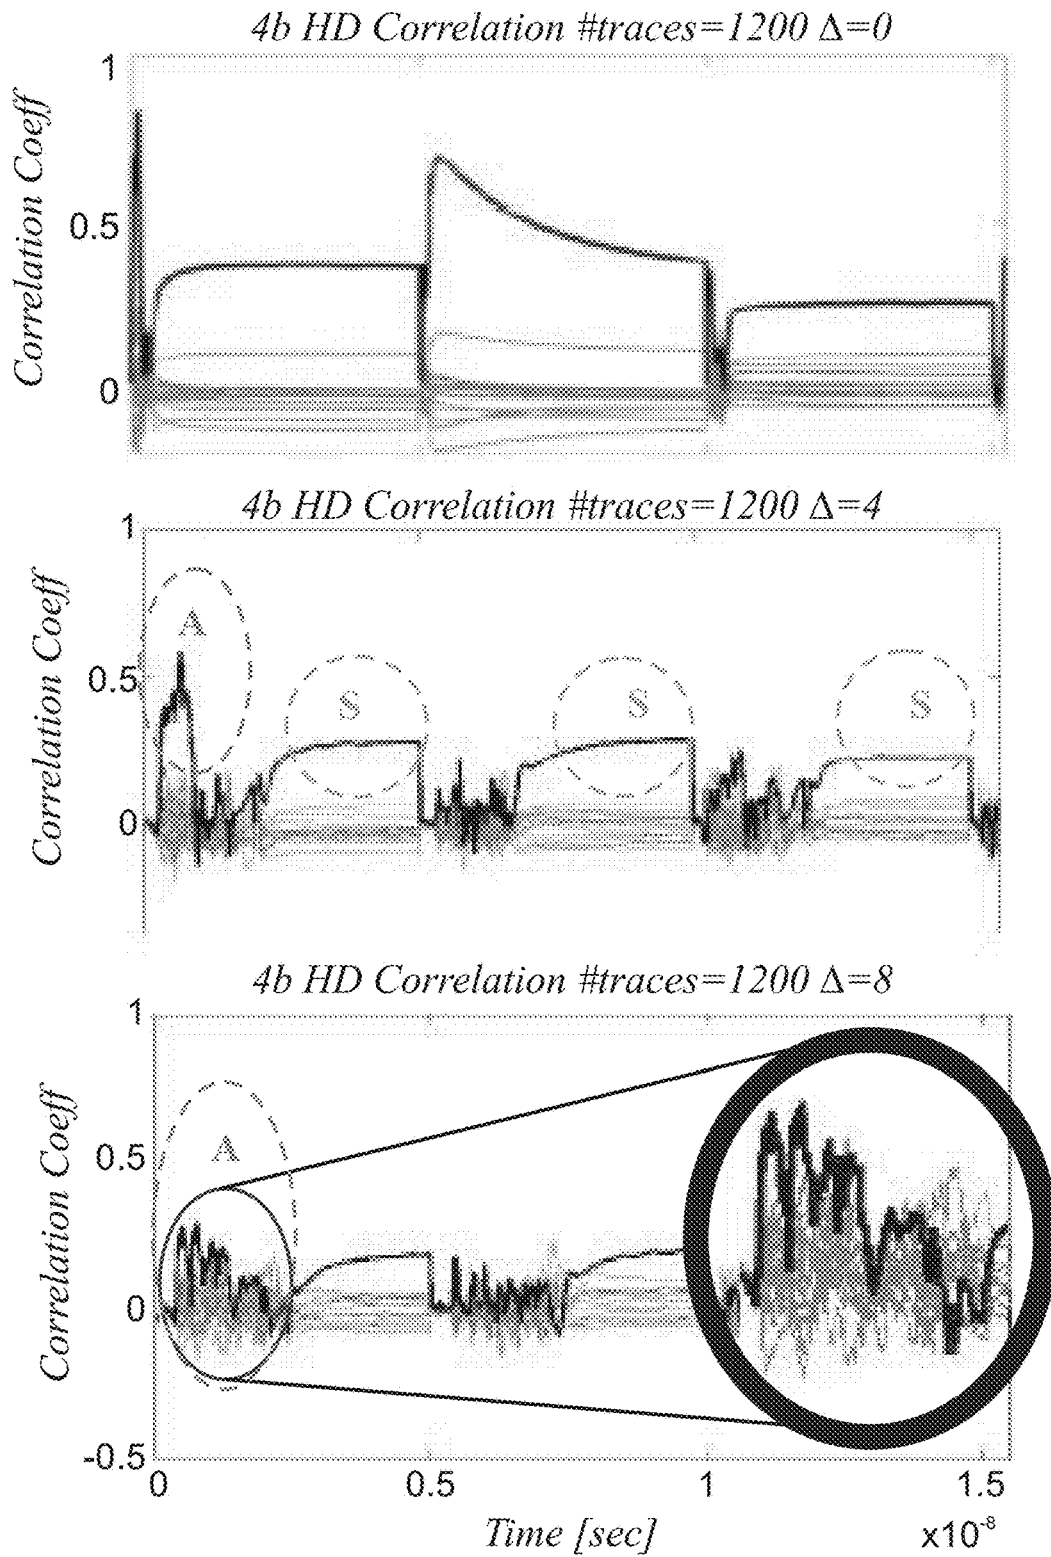 4b HD Correlation #traces=1200 Δ=0
Correlation Coeff
1
0.5
0
4b HD Correlation #traces=1200 Δ=4
Correlation Coeff
1
0.5
0
A
S
S
S
4b HD Correlation #traces=1200 Δ=8
Correlation Coeff
1
0.5
0
-0.5
A
0 0.5 1 1.5
Time [sec]
x10⁻⁸